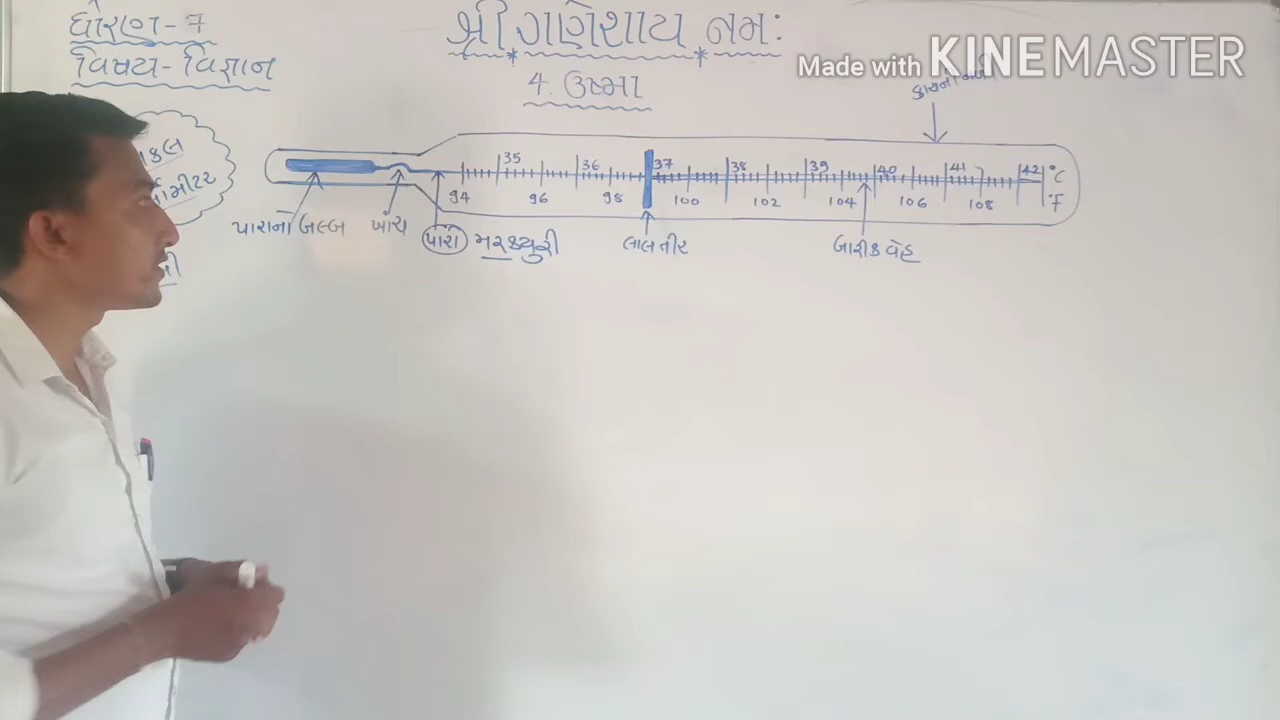 ધોરણ - 7
વિષય - વિજ્ઞાન
શ્રી ગણેશાય નમઃ
4. ઉષ્મા
Made with KINEMASTER
35 36 37 38 39 40 41 42 °C
94 96 98 100 102 104 106 108 °F
પારાનો બલ્બ
ખાંચ
પારો મરક્યુરી
લાલ તીર
બારીક વેહ